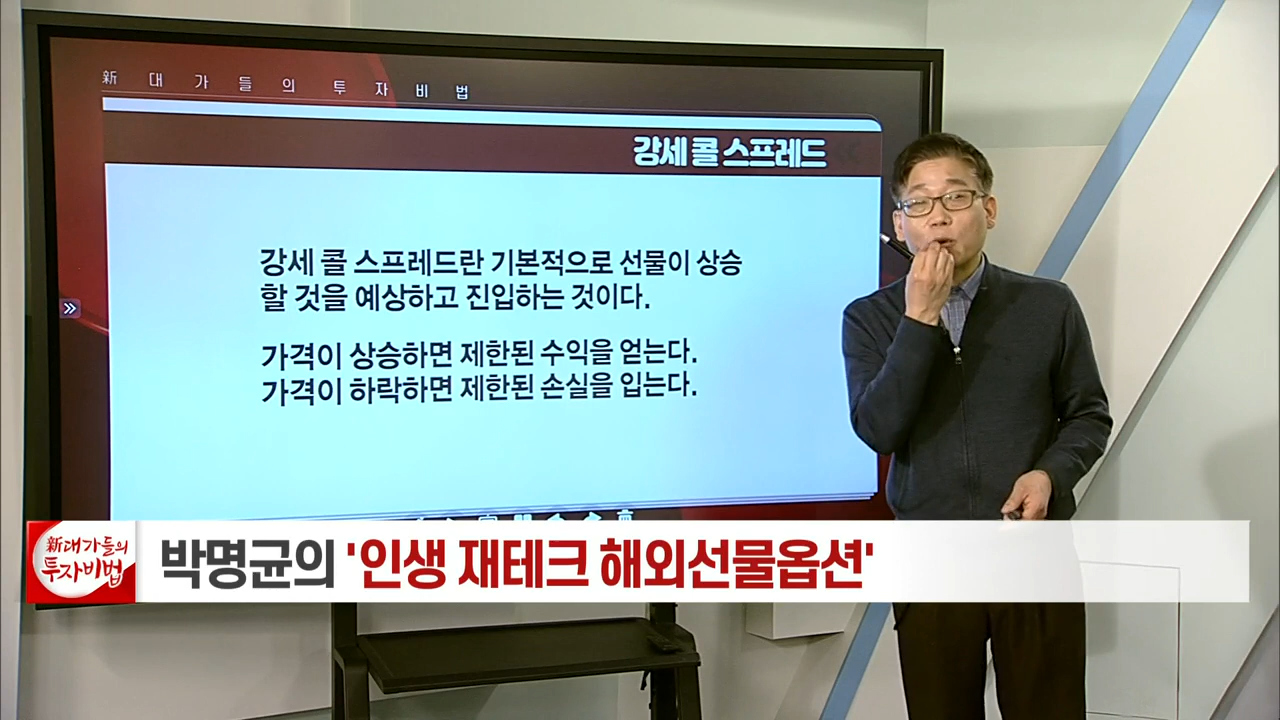 新 대 가 들 의 투 자 비 법
강세 콜 스프레드
강세 콜 스프레드란 기본적으로 선물이 상승
할 것을 예상하고 진입하는 것이다.
가격이 상승하면 제한된 수익을 얻는다.
가격이 하락하면 제한된 손실을 입는다.
新대가들의
투자비법
박명균의 '인생 재테크 해외선물옵션'